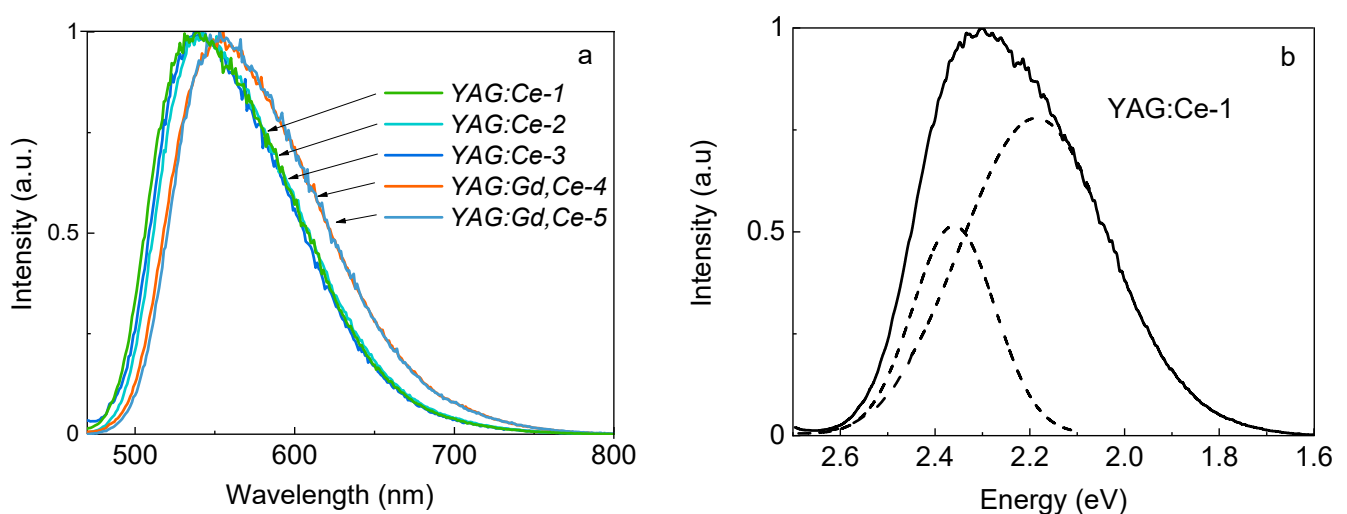 a
1
0.5
0
Intensity (a.u.)
YAG:Ce-1
YAG:Ce-2
YAG:Ce-3
YAG:Gd,Ce-4
YAG:Gd,Ce-5
500
600
700
800
Wavelength (nm)
b
1
0.5
0
Intensity (a.u)
YAG:Ce-1
2.6
2.4
2.2
2.0
1.8
1.6
Energy (eV)